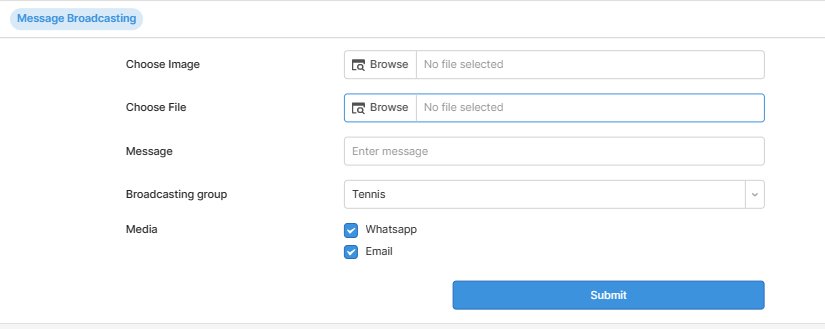 Message Broadcasting
Choose Image Browse No file selected
Choose File Browse No file selected
Message Enter message
Broadcasting group Tennis
Media Whatsapp
Email
Submit